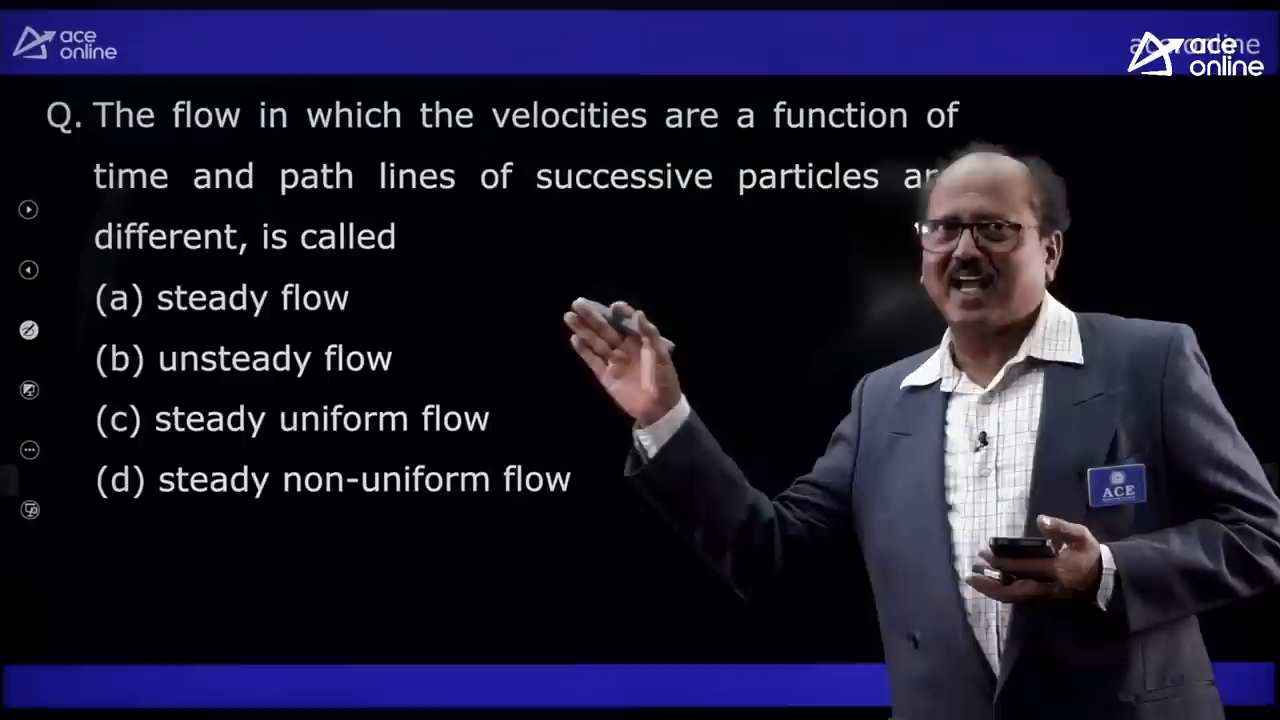 ace
online
ace
online
Q. The flow in which the velocities are a function of
time and path lines of successive particles
different, is called
(a) steady flow
(b) unsteady flow
(c) steady uniform flow
(d) steady non-uniform flow
ACE